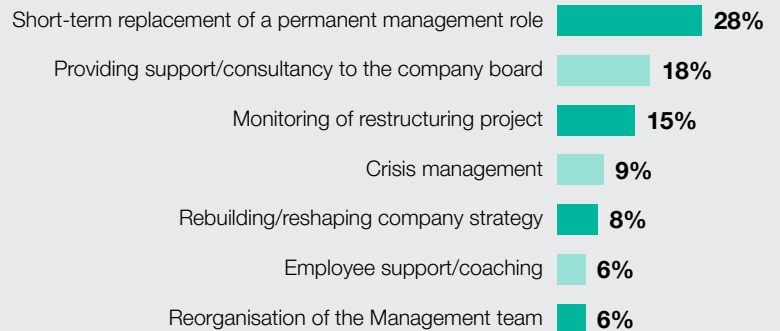 Short-term replacement of a permanent management role 28%
Providing support/consultancy to the company board 18%
Monitoring of restructuring project 15%
Crisis management 9%
Rebuilding/reshaping company strategy 8%
Employee support/coaching 6%
Reorganisation of the Management team 6%